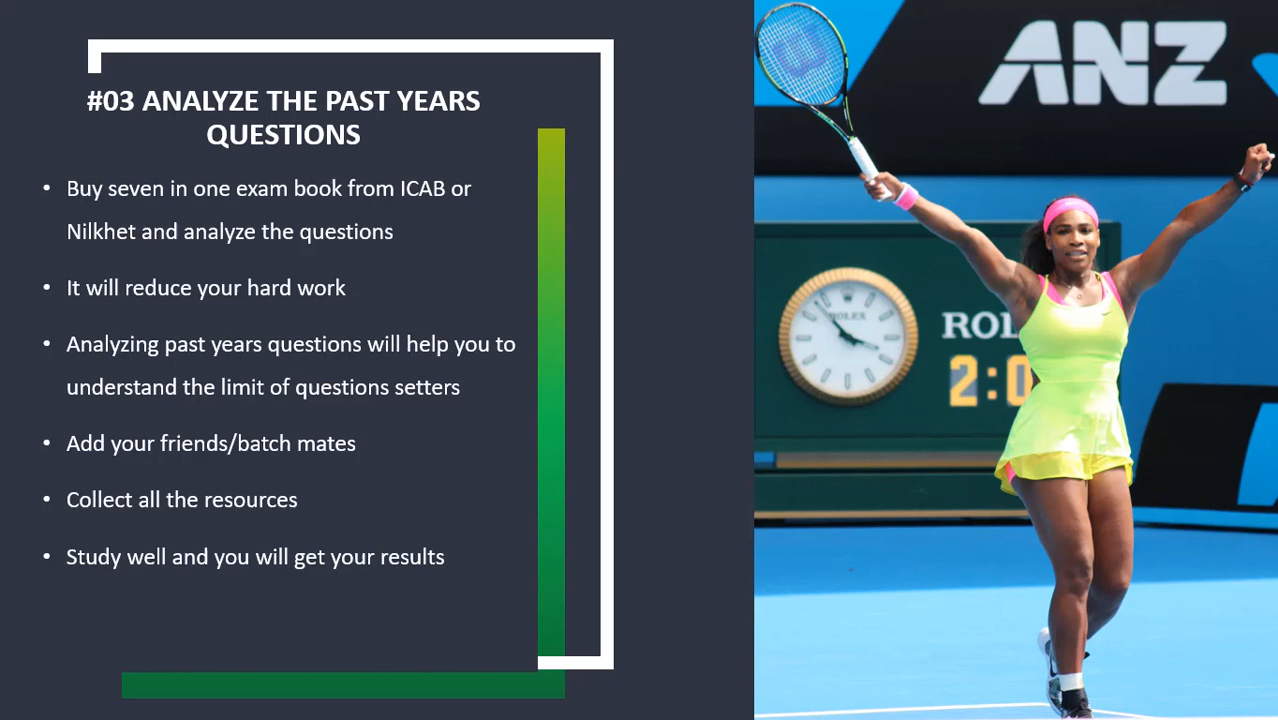 #03 ANALYZE THE PAST YEARS
QUESTIONS
• Buy seven in one exam book from ICAB or
Nilkhet and analyze the questions
• It will reduce your hard work
• Analyzing past years questions will help you to
understand the limit of questions setters
• Add your friends/batch mates
• Collect all the resources
• Study well and you will get your results
ANZ
ROLEX
ROL
2:0